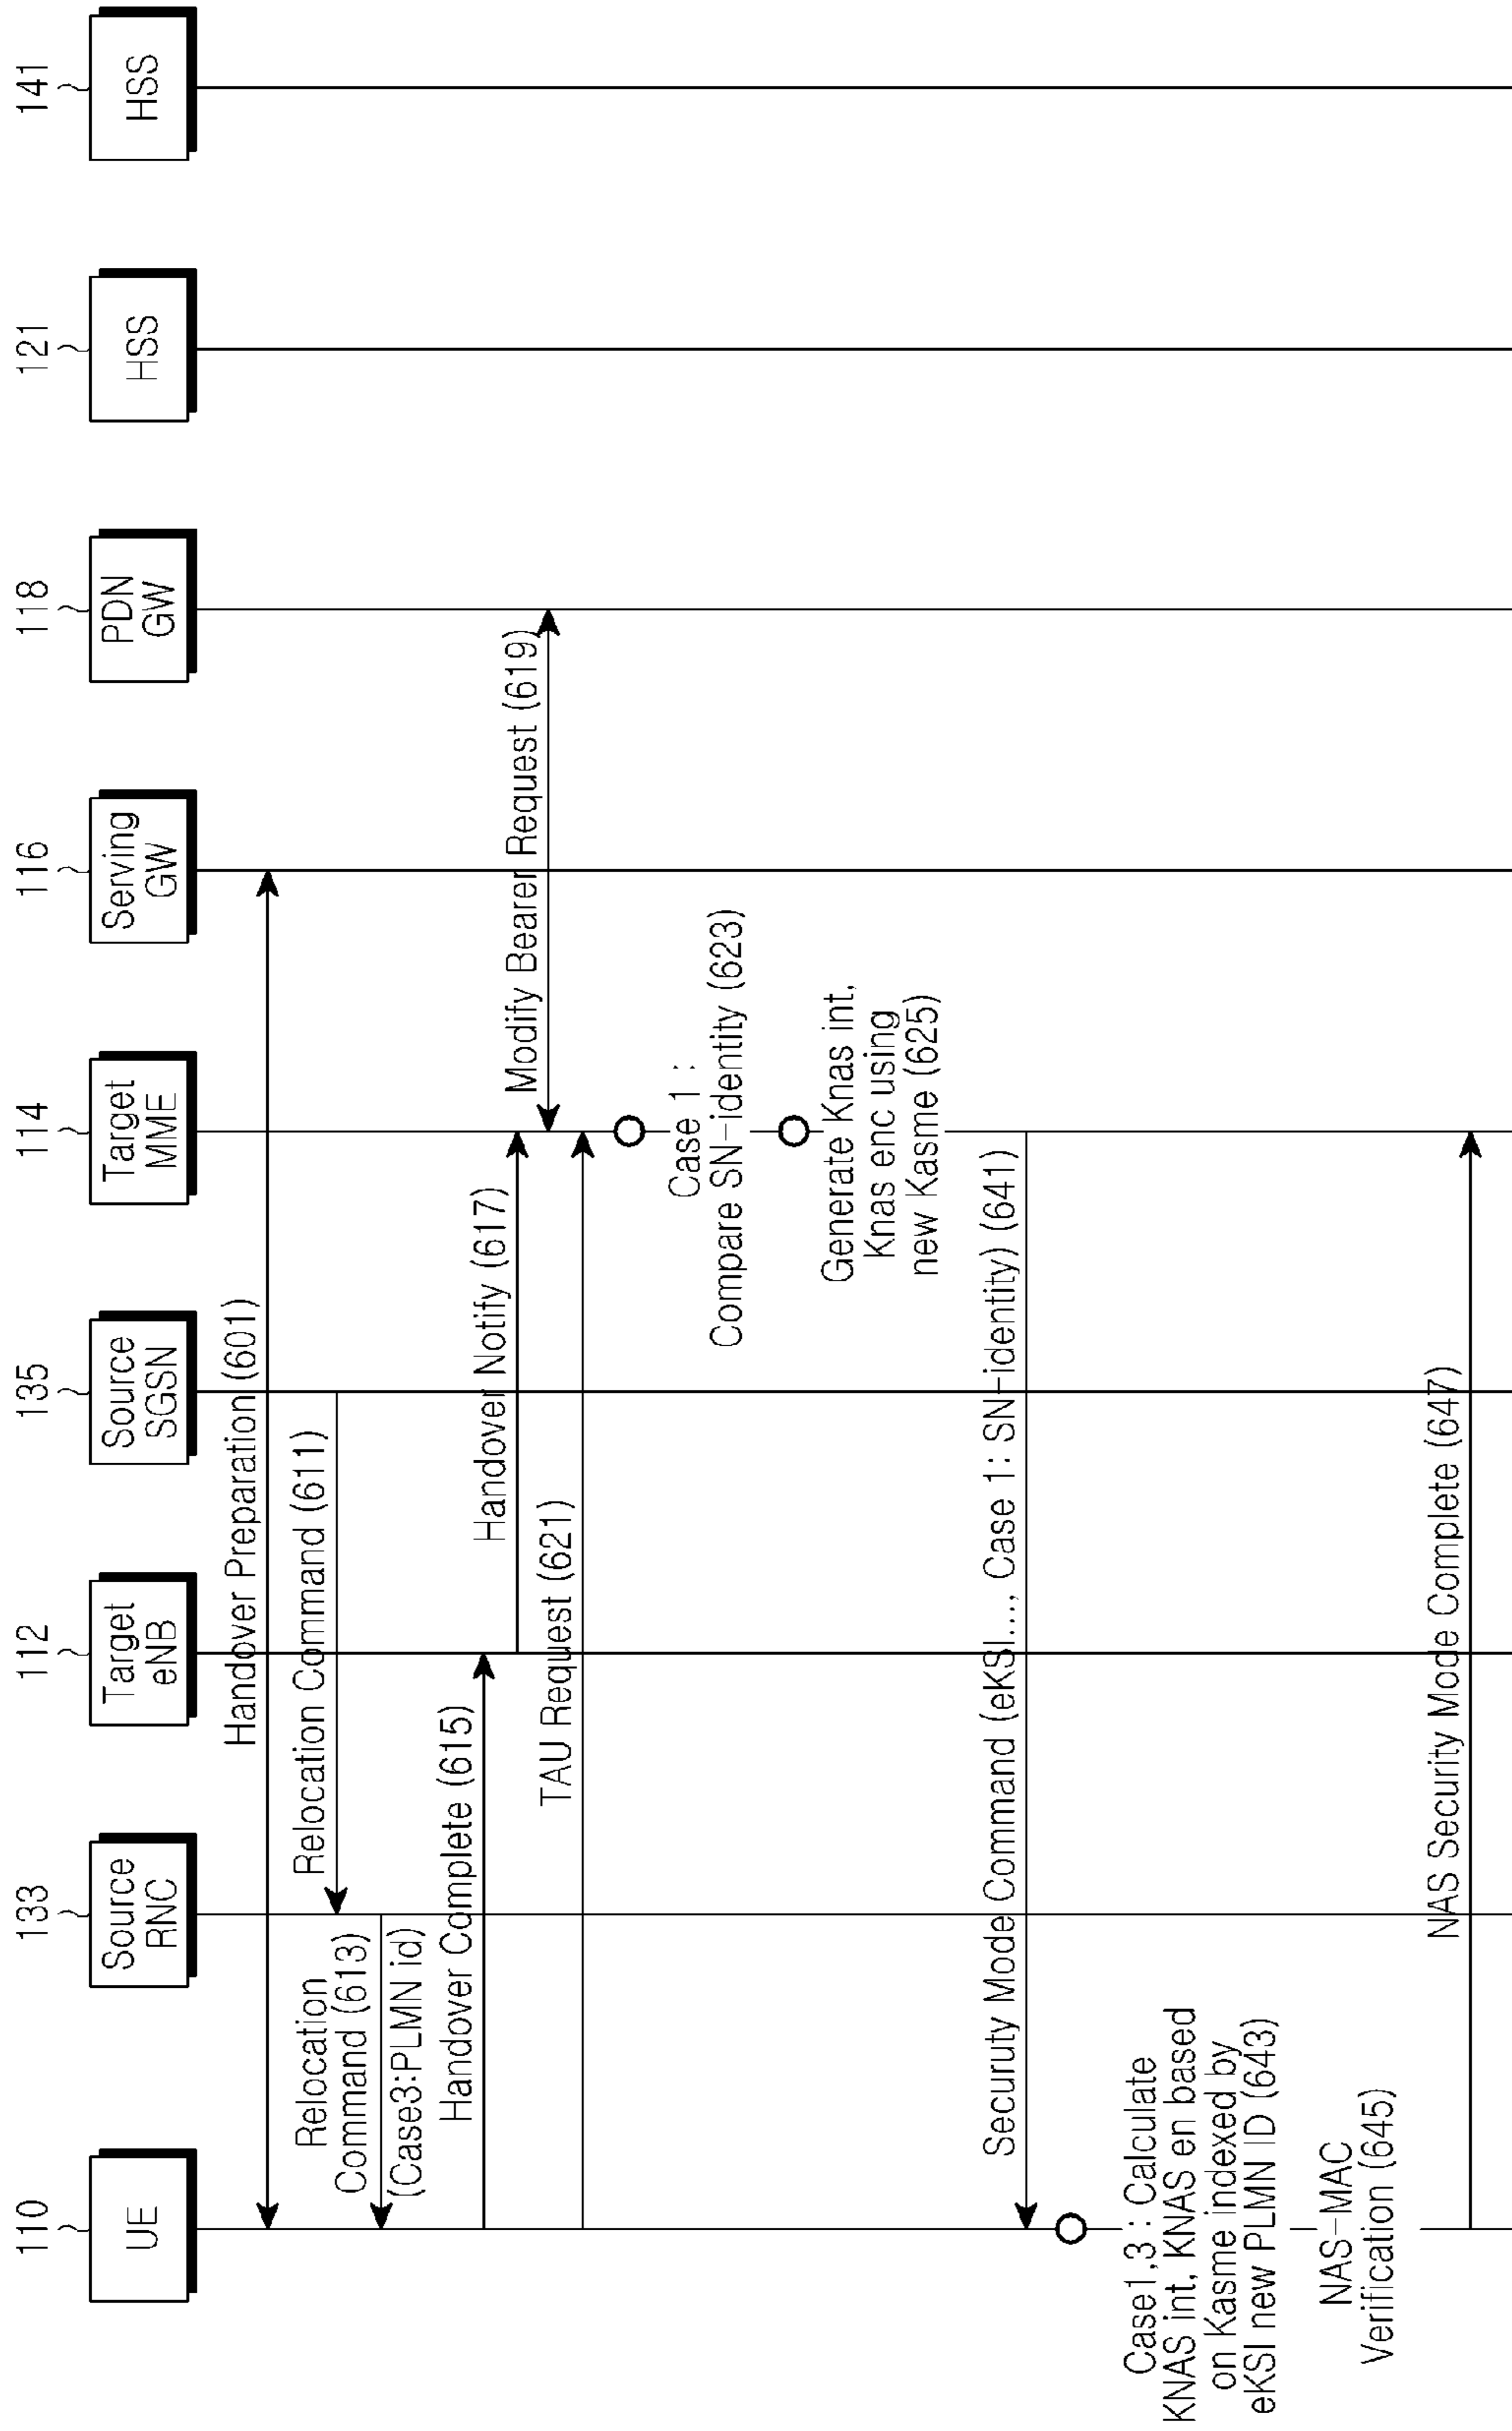 110
133
112
135
114
116
118
121
141
UE
Source
RNC
Target
eNB
Source
SGSN
Target
MME
Serving
GW
PDN
GW
HSS
HSS
Handover Preparation (601)
Relocation Command (611)
Relocation
Command (613)
(Case3:PLMN id)
Handover Complete (615)
Handover Notify (617)
Modify Bearer Request (619)
TAU Request (621)
Case 1 :
Compare SN-identity (623)
Generate Knas int,
Knas enc using
new Kasme (625)
Securuty Mode Command (eKSI..., Case 1: SN-identity) (641)
Case1,3 : Calculate
KNAS int, KNAS en based
on Kasme indexed by
eKSI new PLMN ID (643)
NAS-MAC
Verification (645)
NAS Security Mode Complete (647)